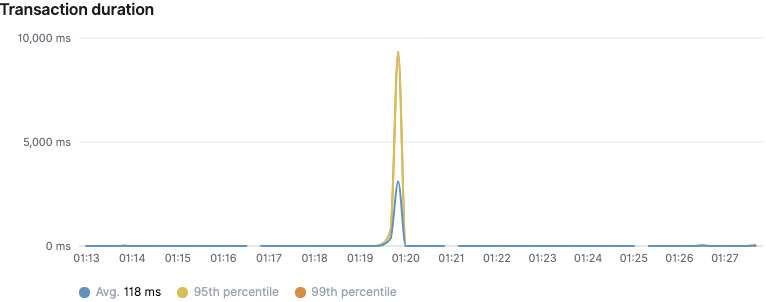 Transaction duration
10,000 ms
5,000 ms
0 ms
01:13 01:14 01:15 01:16 01:17 01:18 01:19 01:20 01:21 01:22 01:23 01:24 01:25 01:26 01:27
Avg. 118 ms 95th percentile 99th percentile